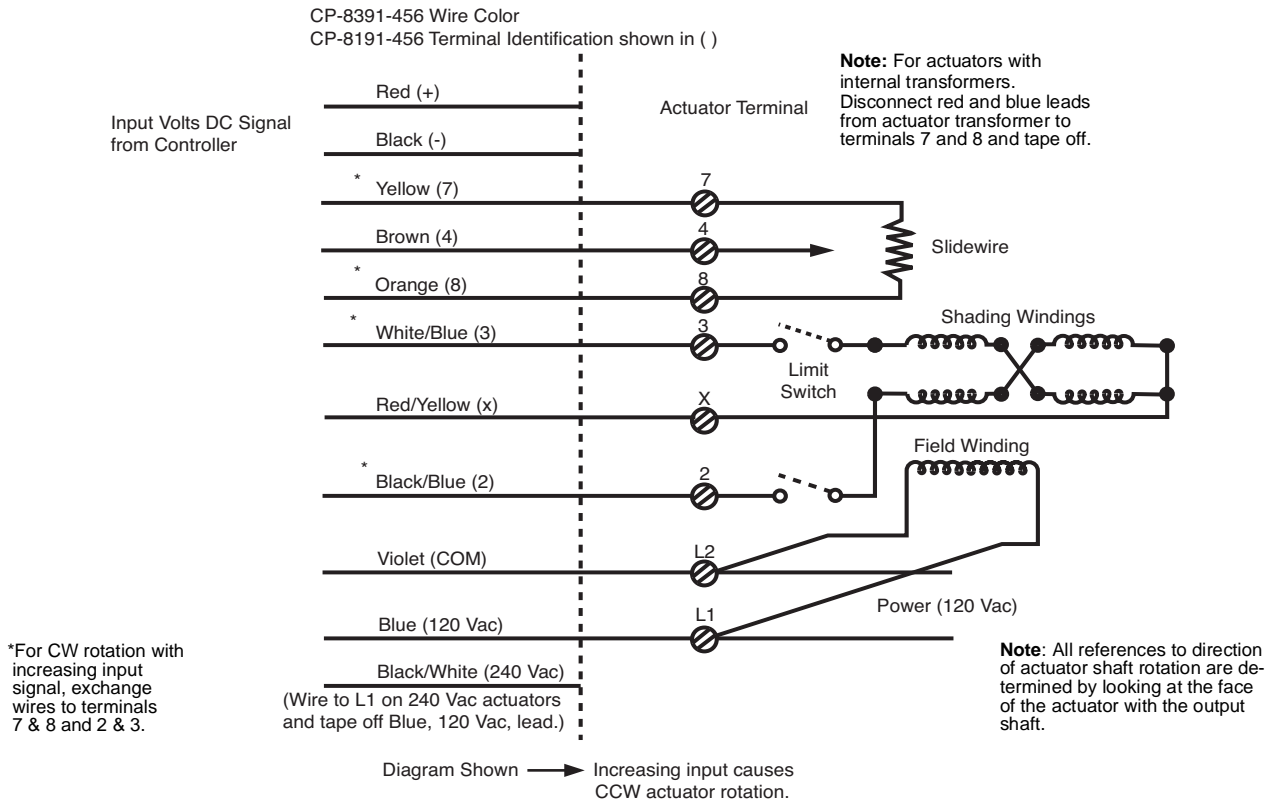 CP-8391-456 Wire Color
CP-8191-456 Terminal Identification shown in ( )
Note: For actuators with
internal transformers.
Disconnect red and blue leads
from actuator transformer to
terminals 7 and 8 and tape off.
Input Volts DC Signal
from Controller
Red (+)
Black (-)
Actuator Terminal
* Yellow (7)
7
Brown (4)
4
Slidewire
* Orange (8)
8
* White/Blue (3)
3
Limit
Switch
Shading Windings
Red/Yellow (x)
X
Field Winding
* Black/Blue (2)
2
Violet (COM)
L2
Power (120 Vac)
Blue (120 Vac)
L1
Black/White (240 Vac)
(Wire to L1 on 240 Vac actuators
and tape off Blue, 120 Vac, lead.)
*For CW rotation with
increasing input
signal, exchange
wires to terminals
7 & 8 and 2 & 3.
Note: All references to direction
of actuator shaft rotation are de-
termined by looking at the face
of the actuator with the output
shaft.
Diagram Shown
Increasing input causes
CCW actuator rotation.